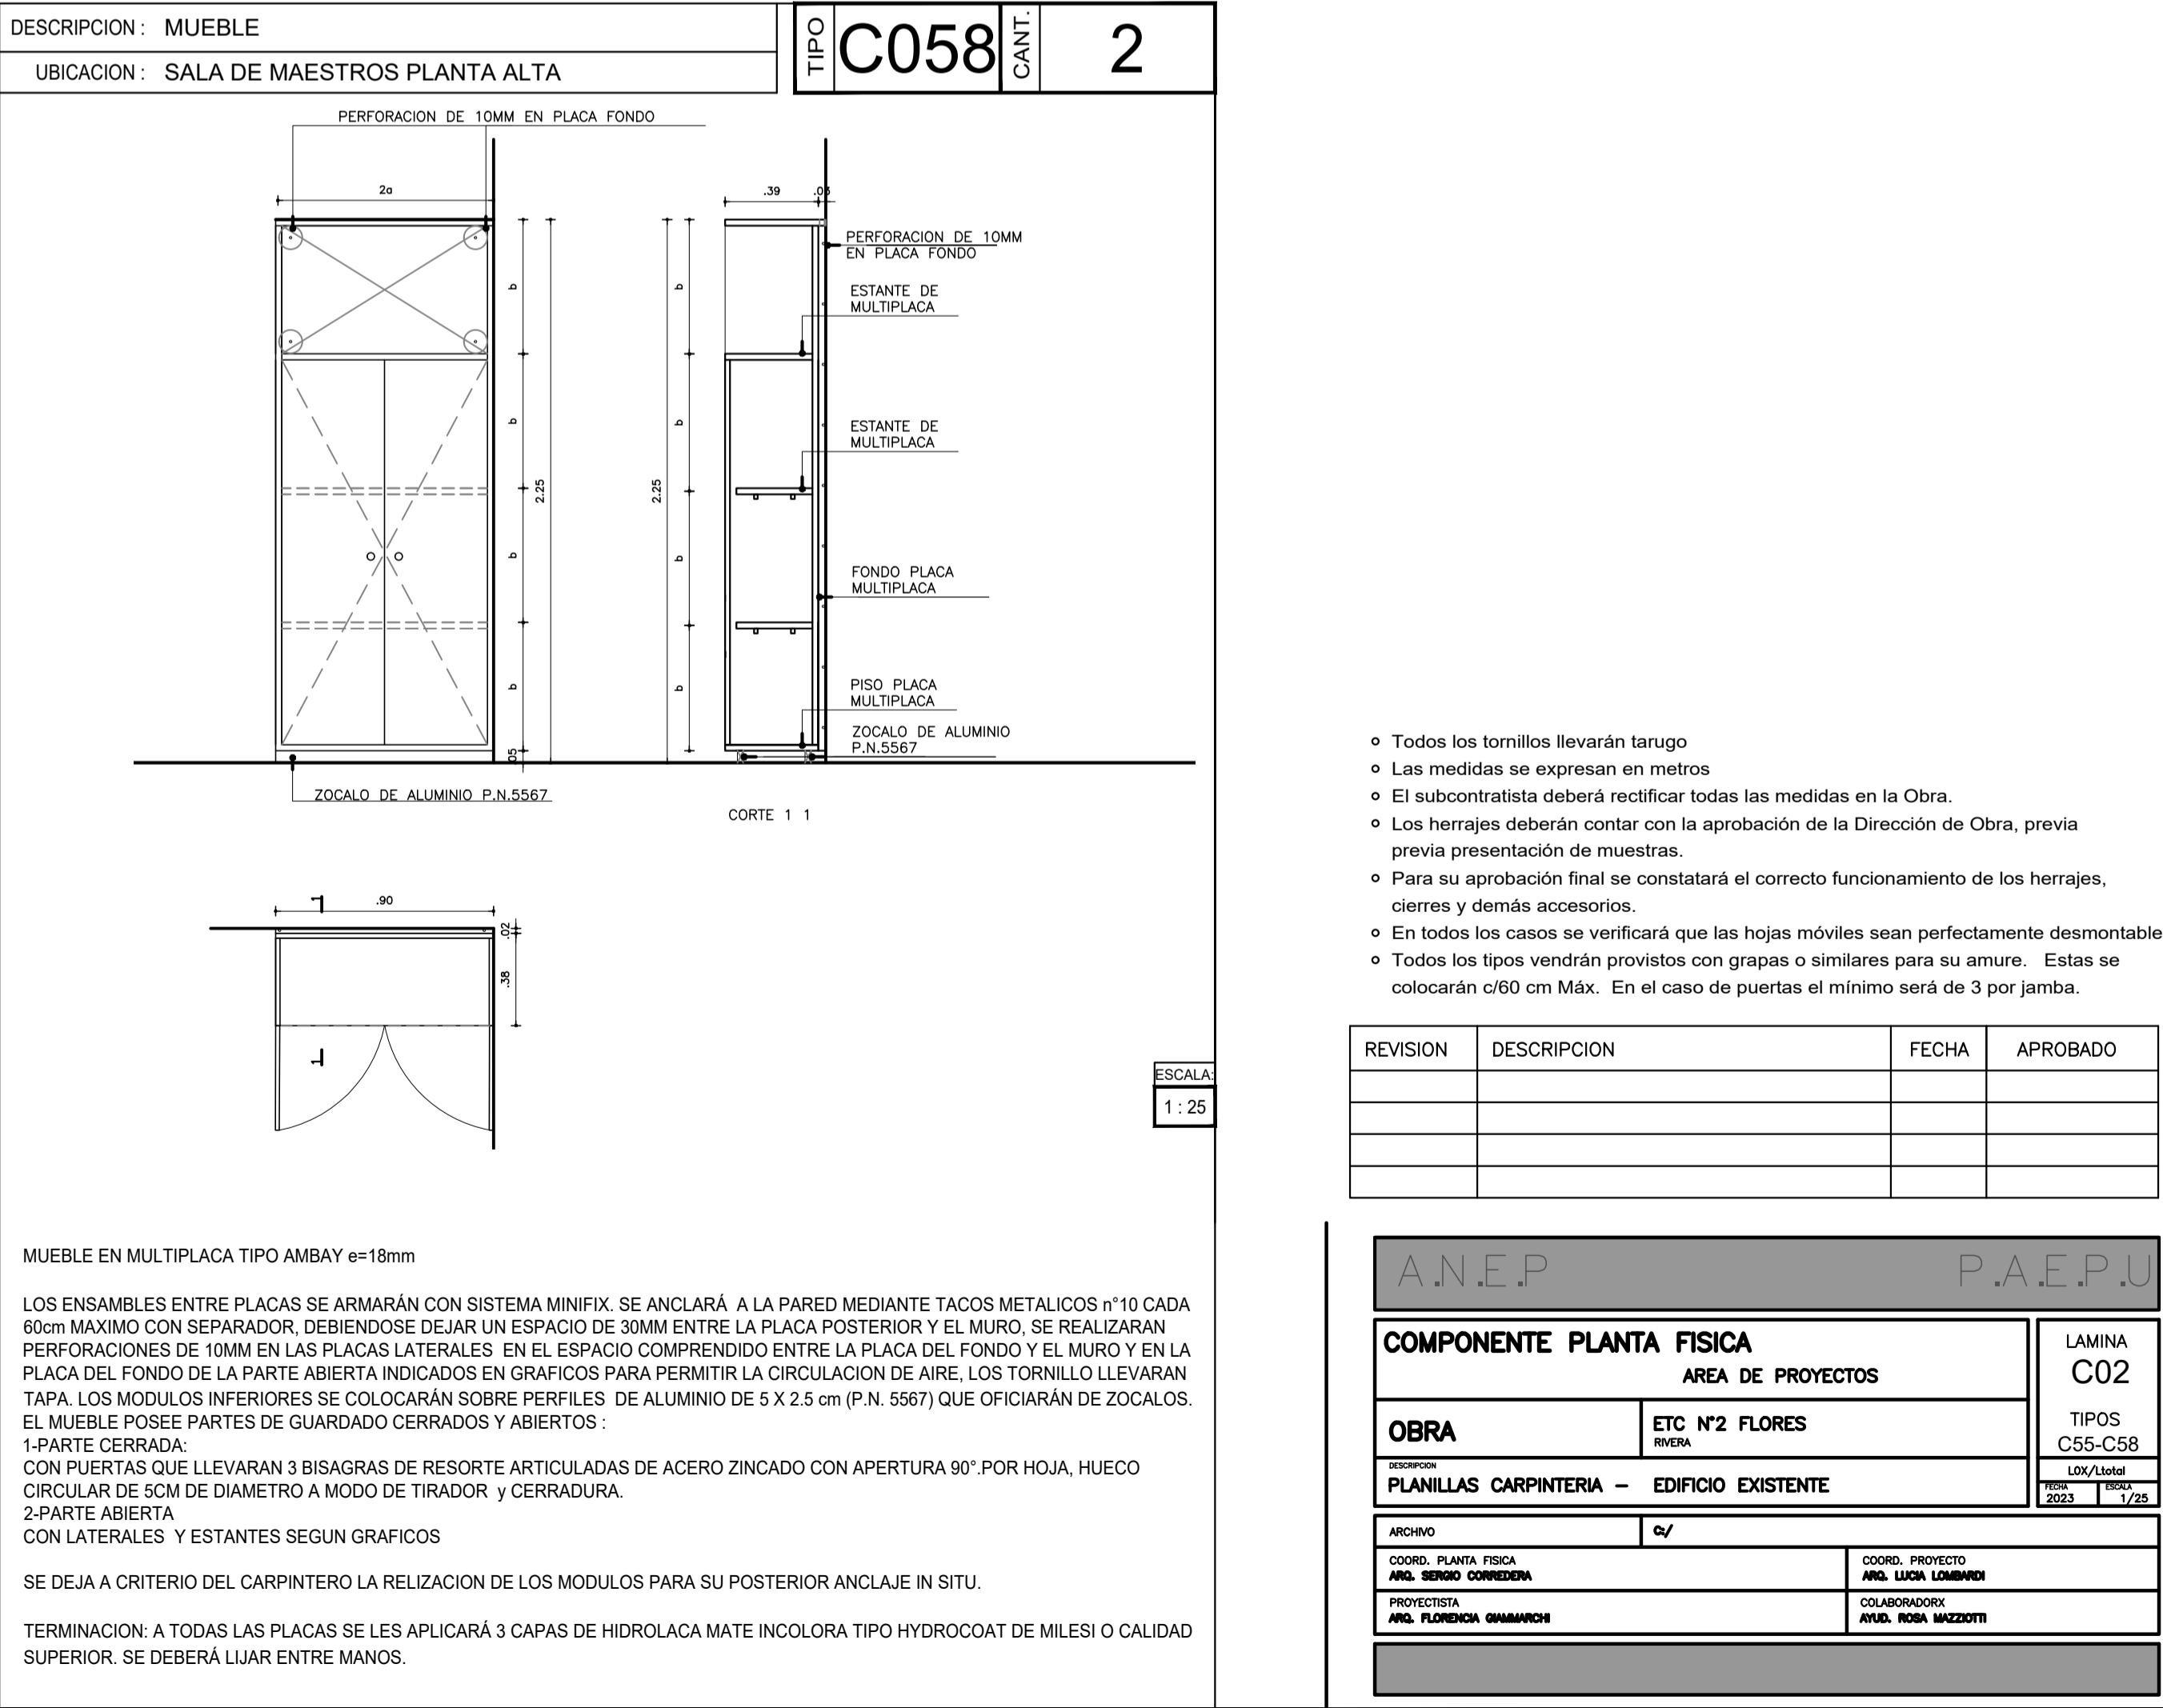 DESCRIPCION : MUEBLE
UBICACION : SALA DE MAESTROS PLANTA ALTA
TIPO
C058
CANT.
2
PERFORACION DE 10MM EN PLACA FONDO
2a
b
b
b
b
.05
2.25
ZOCALO DE ALUMINIO P.N.5567
2.25
b
b
b
b
.39
.03
PERFORACION DE 10MM
EN PLACA FONDO
ESTANTE DE
MULTIPLACA
ESTANTE DE
MULTIPLACA
FONDO PLACA
MULTIPLACA
PISO PLACA
MULTIPLACA
ZOCALO DE ALUMINIO
P.N.5567
CORTE 1 1
1
.90
.02
.38
1
ESCALA:
1 : 25
MUEBLE EN MULTIPLACA TIPO AMBAY e=18mm
LOS ENSAMBLES ENTRE PLACAS SE ARMARÁN CON SISTEMA MINIFIX. SE ANCLARÁ A LA PARED MEDIANTE TACOS METALICOS n°10 CADA
60cm MAXIMO CON SEPARADOR, DEBIENDOSE DEJAR UN ESPACIO DE 30MM ENTRE LA PLACA POSTERIOR Y EL MURO, SE REALIZARAN
PERFORACIONES DE 10MM EN LAS PLACAS LATERALES EN EL ESPACIO COMPRENDIDO ENTRE LA PLACA DEL FONDO Y EL MURO Y EN LA
PLACA DEL FONDO DE LA PARTE ABIERTA INDICADOS EN GRAFICOS PARA PERMITIR LA CIRCULACION DE AIRE, LOS TORNILLO LLEVARAN
TAPA. LOS MODULOS INFERIORES SE COLOCARÁN SOBRE PERFILES DE ALUMINIO DE 5 X 2.5 cm (P.N. 5567) QUE OFICIARÁN DE ZOCALOS.
EL MUEBLE POSEE PARTES DE GUARDADO CERRADOS Y ABIERTOS :
1-PARTE CERRADA:
CON PUERTAS QUE LLEVARAN 3 BISAGRAS DE RESORTE ARTICULADAS DE ACERO ZINCADO CON APERTURA 90°.POR HOJA, HUECO
CIRCULAR DE 5CM DE DIAMETRO A MODO DE TIRADOR y CERRADURA.
2-PARTE ABIERTA
CON LATERALES Y ESTANTES SEGUN GRAFICOS
SE DEJA A CRITERIO DEL CARPINTERO LA RELIZACION DE LOS MODULOS PARA SU POSTERIOR ANCLAJE IN SITU.
TERMINACION: A TODAS LAS PLACAS SE LES APLICARÁ 3 CAPAS DE HIDROLACA MATE INCOLORA TIPO HYDROCOAT DE MILESI O CALIDAD
SUPERIOR. SE DEBERÁ LIJAR ENTRE MANOS.
Todos los tornillos llevarán tarugo
Las medidas se expresan en metros
El subcontratista deberá rectificar todas las medidas en la Obra.
Los herrajes deberán contar con la aprobación de la Dirección de Obra, previa
previa presentación de muestras.
Para su aprobación final se constatará el correcto funcionamiento de los herrajes,
cierres y demás accesorios.
En todos los casos se verificará que las hojas móviles sean perfectamente desmontable
Todos los tipos vendrán provistos con grapas o similares para su amure. Estas se
colocarán c/60 cm Máx. En el caso de puertas el mínimo será de 3 por jamba.
REVISION DESCRIPCION FECHA APROBADO
A.N.E.P P.A.E.P.U
COMPONENTE PLANTA FISICA
AREA DE PROYECTOS
LAMINA
C02
OBRA
ETC N°2 FLORES
RIVERA
TIPOS
C55-C58
DESCRIPCION
PLANILLAS CARPINTERIA – EDIFICIO EXISTENTE
L0X/Ltotal
FECHA
2023
ESCALA
1/25
ARCHIVO C:/
COORD. PLANTA FISICA
ARQ. SERGIO CORREDERA
COORD. PROYECTO
ARQ. LUCIA LOMBARDI
PROYECTISTA
ARQ. FLORENCIA GIAMMARCHI
COLABORADORX
AYUD. ROSA MAZZIOTTI